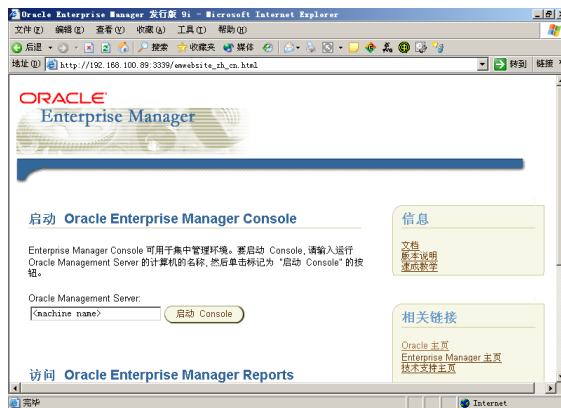 Oracle Enterprise Manager 发行版 9i - Microsoft Internet Explorer
文件(F) 编辑(E) 查看(V) 收藏(A) 工具(T) 帮助(H)
后退 搜索 收藏夹 媒体
地址(D) http://192.168.100.89:3339/emwebsite_zh_cn.html 转到 链接
ORACLE
Enterprise Manager
启动 Oracle Enterprise Manager Console
Enterprise Manager Console 可用于集中管理环境。要启动 Console, 请输入运行
Oracle Management Server 的计算机的名称, 然后单击标记为 "启动 Console" 的按
钮。
Oracle Management Server:
<machine name> 启动 Console
访问 Oracle Enterprise Manager Reports
信息
文档
版本说明
速成教学
相关链接
Oracle 主页
Enterprise Manager 主页
技术支持主页
完毕 Internet